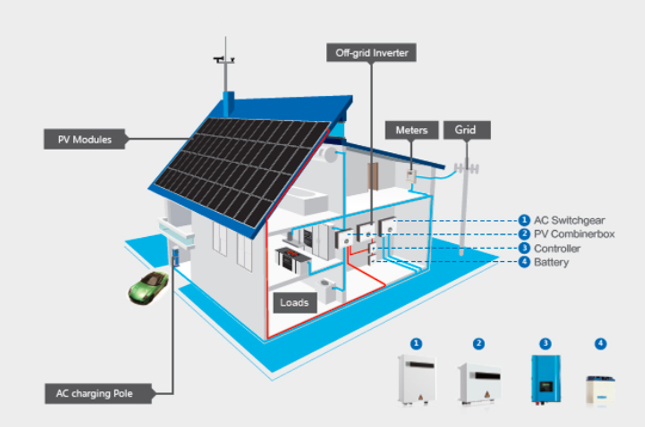 Off-grid Inverter
PV Modules
Meters
Grid
1 AC Switchgear
2 PV Combinerbox
3 Controller
4 Battery
Loads
1
2
3
4
AC charging Pole